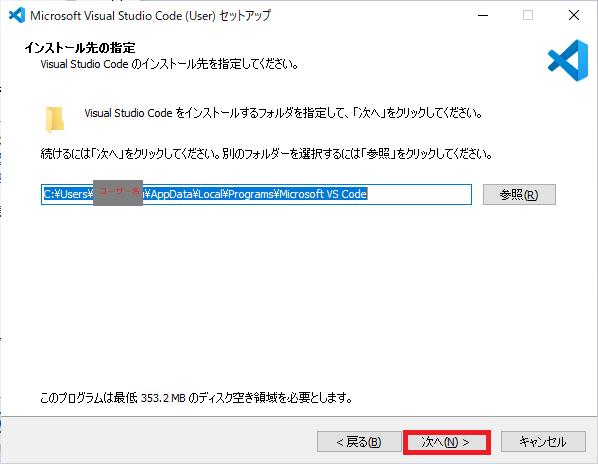 Microsoft Visual Studio Code (User) セットアップ
インストール先の指定
Visual Studio Code のインストール先を指定してください。
Visual Studio Code をインストールするフォルダを指定して、「次へ」をクリックしてください。
続けるには「次へ」をクリックしてください。別のフォルダーを選択するには「参照」をクリックしてください。
C:¥Users¥ユーザー名¥AppData¥Local¥Programs¥Microsoft VS Code
参照(R)
このプログラムは最低 353.2 MB のディスク空き領域を必要とします。
< 戻る(B) 次へ(N) > キャンセル